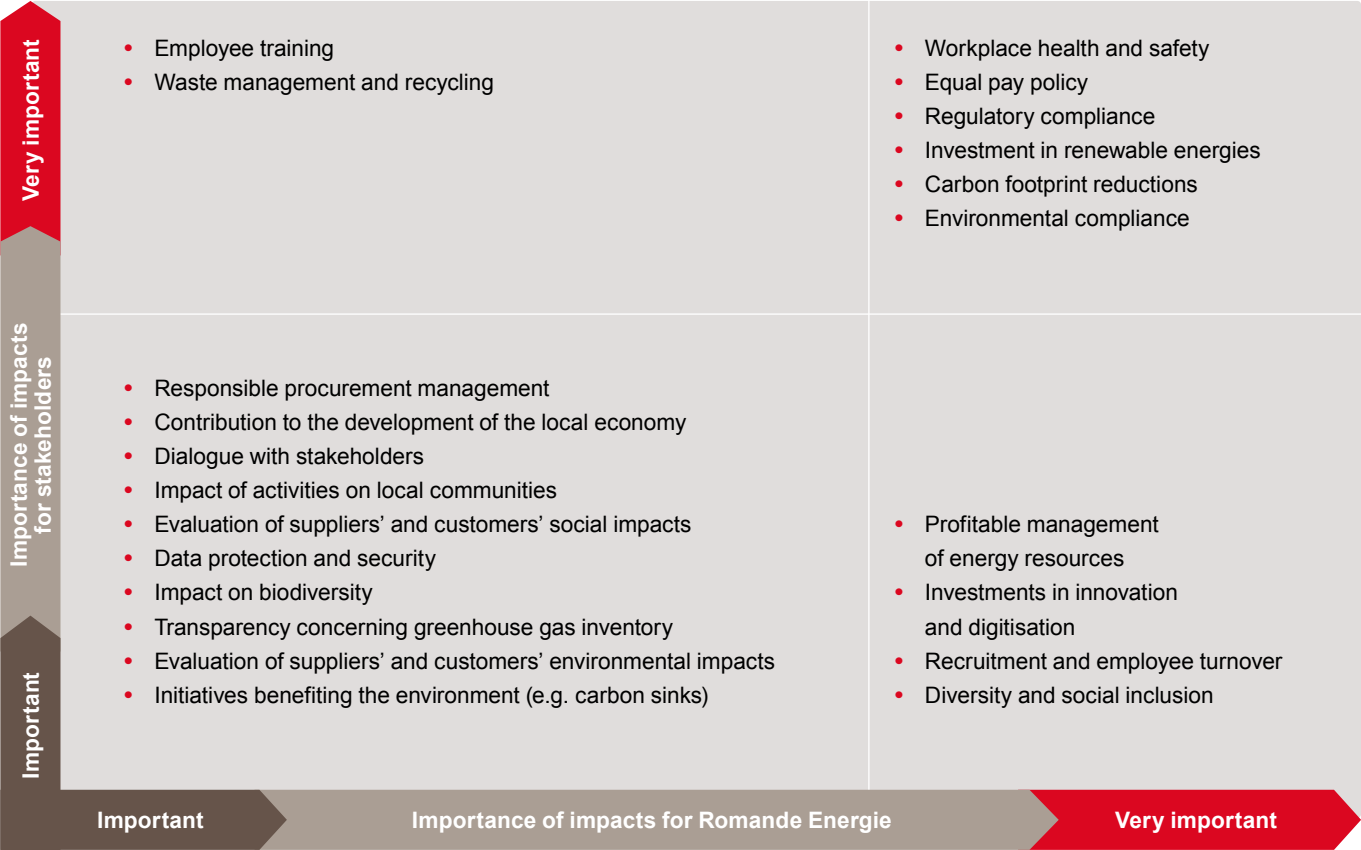 Very important
Importance of impacts
for stakeholders
Important
• Employee training
• Waste management and recycling
• Workplace health and safety
• Equal pay policy
• Regulatory compliance
• Investment in renewable energies
• Carbon footprint reductions
• Environmental compliance
• Responsible procurement management
• Contribution to the development of the local economy
• Dialogue with stakeholders
• Impact of activities on local communities
• Evaluation of suppliers’ and customers’ social impacts
• Data protection and security
• Impact on biodiversity
• Transparency concerning greenhouse gas inventory
• Evaluation of suppliers’ and customers’ environmental impacts
• Initiatives benefiting the environment (e.g. carbon sinks)
• Profitable management
of energy resources
• Investments in innovation
and digitisation
• Recruitment and employee turnover
• Diversity and social inclusion
Important
Importance of impacts for Romande Energie
Very important